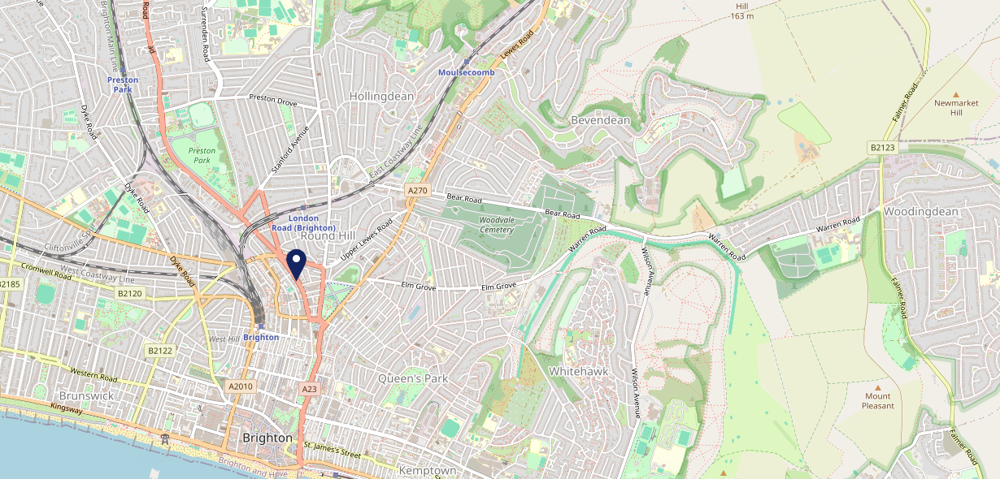 Hill
163 m
Brighton Main Line
Road
Surrenden Road
Lewes Road
Moulsecoomb
Preston
Park
Hollingdean
Preston Drove
Dyke Road
Falmer Road
Newmarket
Hill
Bevendean
Stanford Avenue
East Coastway Line
Preston
Park
B2123
A270
Bear Road
Bear Road
Dyke Road
Woodvale
Cemetery
London
Road (Brighton)
Round Hill
Upper Lewes Road
Woodingdean
Warren Road
Warren Road
Warren Road
Cliftonville Spur
Wilson Avenue
Cromwell Road
West Coastway Line
Dyke Road
B2185
B2120
Elm Grove
Elm Grove
Falmer Road
West Hill
Brighton
B2122
Western Road
A2010
A23
Queen's Park
Whitehawk
Wilson Avenue
Brunswick
Kingsway
Mount
Pleasant
Brighton
St. James's Street
Brighton and Hove
Kemptown
Falmer Road